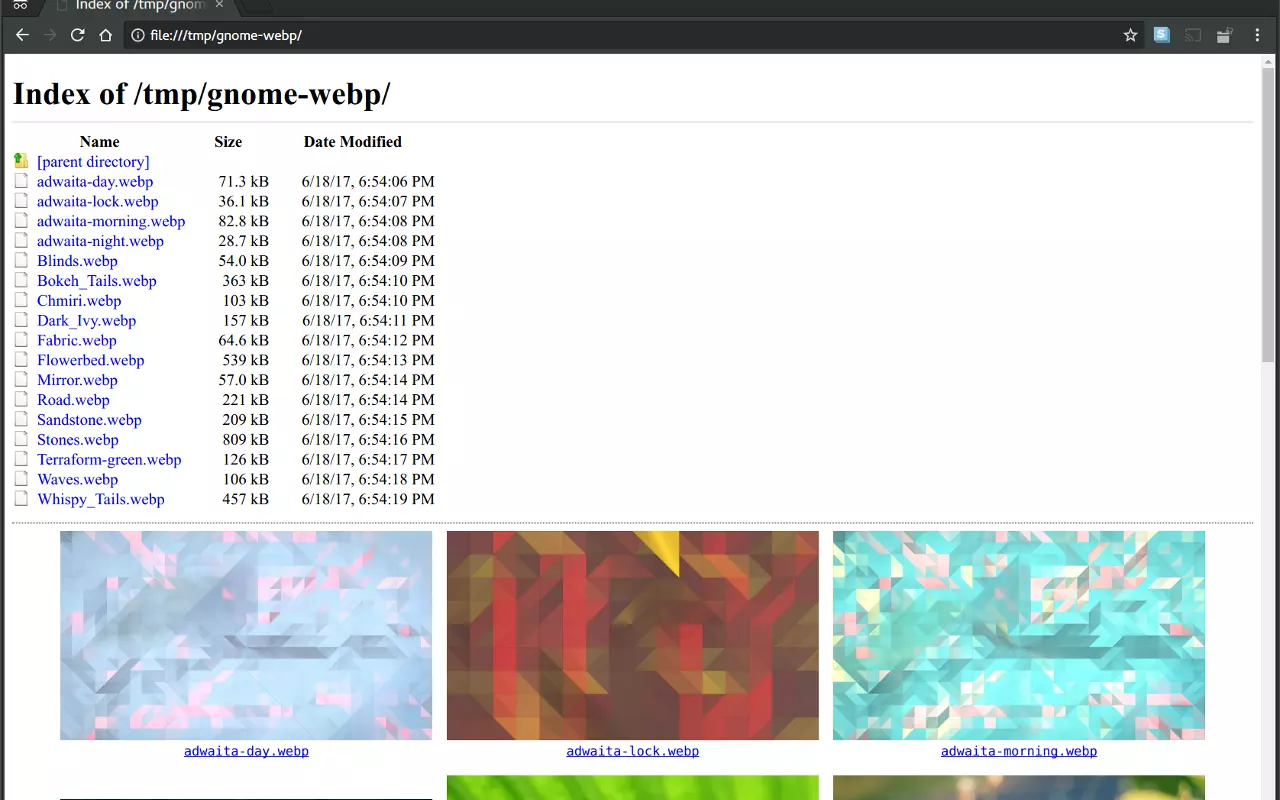 Index of /tmp/gnom
file:///tmp/gnome-webp/
S
Index of /tmp/gnome-webp/
Name Size Date Modified
[parent directory]
adwaita-day.webp 71.3 kB 6/18/17, 6:54:06 PM
adwaita-lock.webp 36.1 kB 6/18/17, 6:54:07 PM
adwaita-morning.webp 82.8 kB 6/18/17, 6:54:08 PM
adwaita-night.webp 28.7 kB 6/18/17, 6:54:08 PM
Blinds.webp 54.0 kB 6/18/17, 6:54:09 PM
Bokeh_Tails.webp 363 kB 6/18/17, 6:54:10 PM
Chmiri.webp 103 kB 6/18/17, 6:54:10 PM
Dark_Ivy.webp 157 kB 6/18/17, 6:54:11 PM
Fabric.webp 64.6 kB 6/18/17, 6:54:12 PM
Flowerbed.webp 539 kB 6/18/17, 6:54:13 PM
Mirror.webp 57.0 kB 6/18/17, 6:54:14 PM
Road.webp 221 kB 6/18/17, 6:54:14 PM
Sandstone.webp 209 kB 6/18/17, 6:54:15 PM
Stones.webp 809 kB 6/18/17, 6:54:16 PM
Terraform-green.webp 126 kB 6/18/17, 6:54:17 PM
Waves.webp 106 kB 6/18/17, 6:54:18 PM
Whispy_Tails.webp 457 kB 6/18/17, 6:54:19 PM
adwaita-day.webp adwaita-lock.webp adwaita-morning.webp